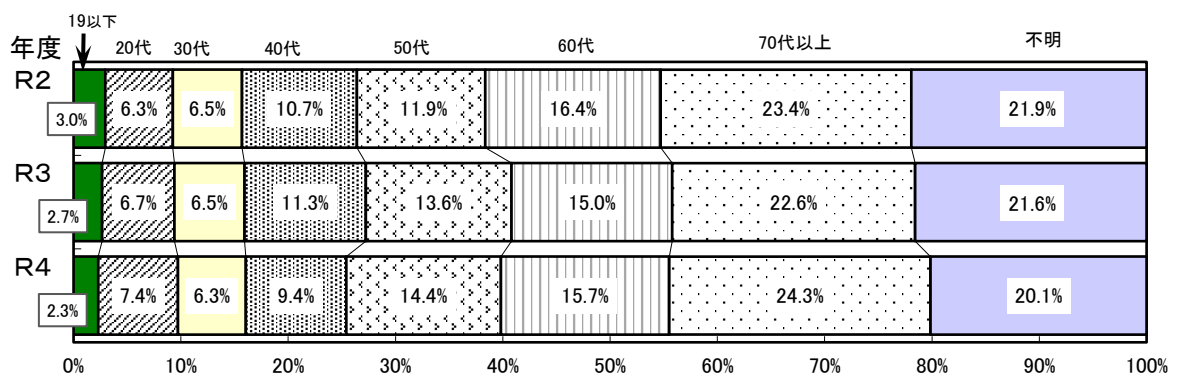 19以下
年度 20代 30代 40代 50代 60代 70代以上 不明
R2
3.0% 6.3% 6.5% 10.7% 11.9% 16.4% 23.4% 21.9%
R3
2.7% 6.7% 6.5% 11.3% 13.6% 15.0% 22.6% 21.6%
R4
2.3% 7.4% 6.3% 9.4% 14.4% 15.7% 24.3% 20.1%
0% 10% 20% 30% 40% 50% 60% 70% 80% 90% 100%